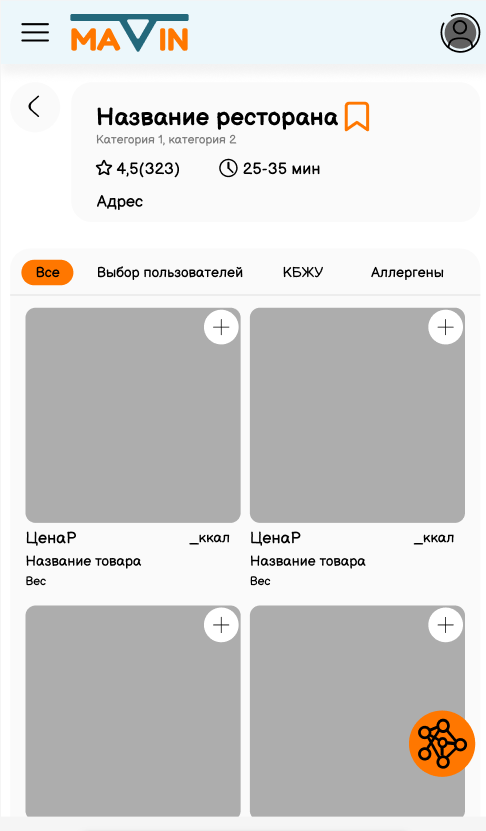 MAVIN
Название ресторана
Категория 1, категория 2
4,5(323) 25-35 мин
Адрес
Все Выбор пользователей КБЖУ Аллергены
ЦенаР _ккал ЦенаР _ккал
Название товара Название товара
Вес Вес